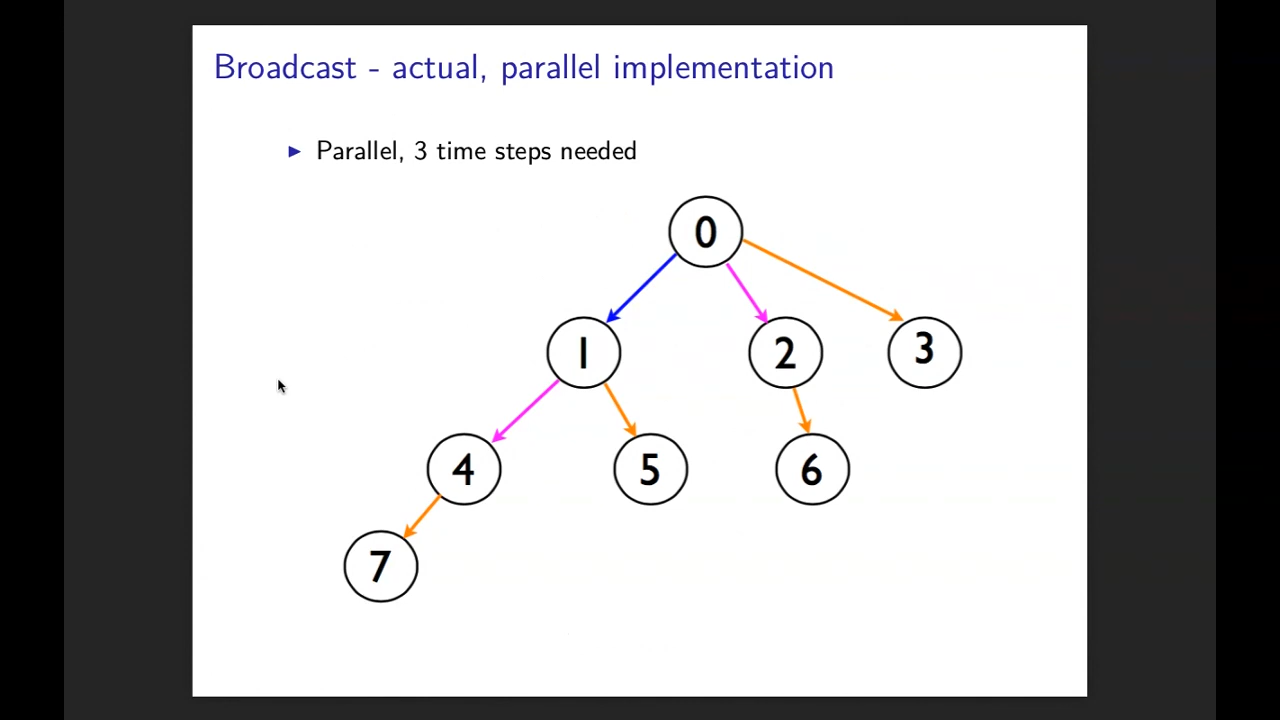 Broadcast - actual, parallel implementation
▶ Parallel, 3 time steps needed
0
1 2 3
4 5 6
7